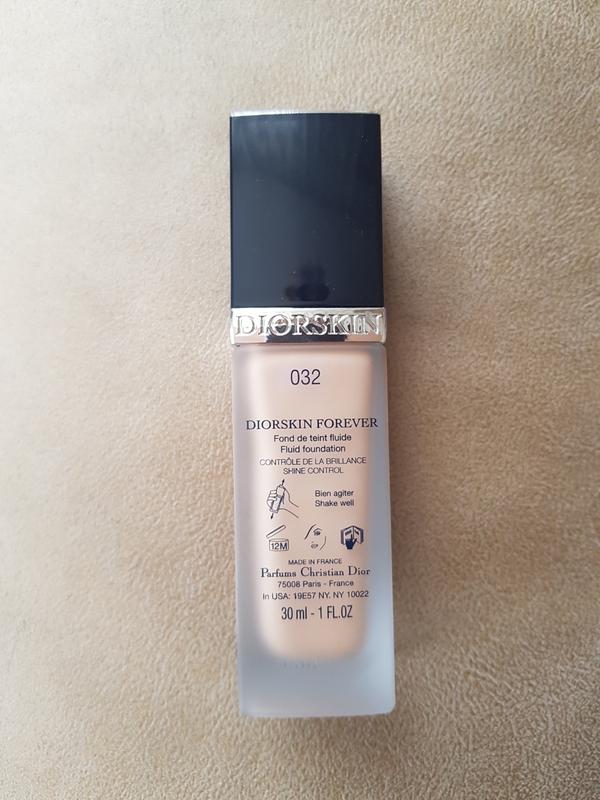 DIORSKIN
032
DIORSKIN FOREVER
Fond de teint fluide
Fluid foundation
CONTRÔLE DE LA BRILLANCE
SHINE CONTROL
Bien agiter
Shake well
12M
MADE IN FRANCE
Parfums Christian Dior
75008 Paris - France
In USA: 19E57 NY. NY 10022
30 ml - 1 FL.OZ